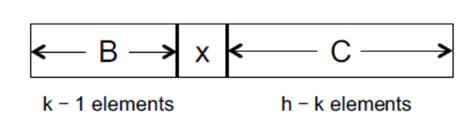 B x C
k – 1 elements h – k elements